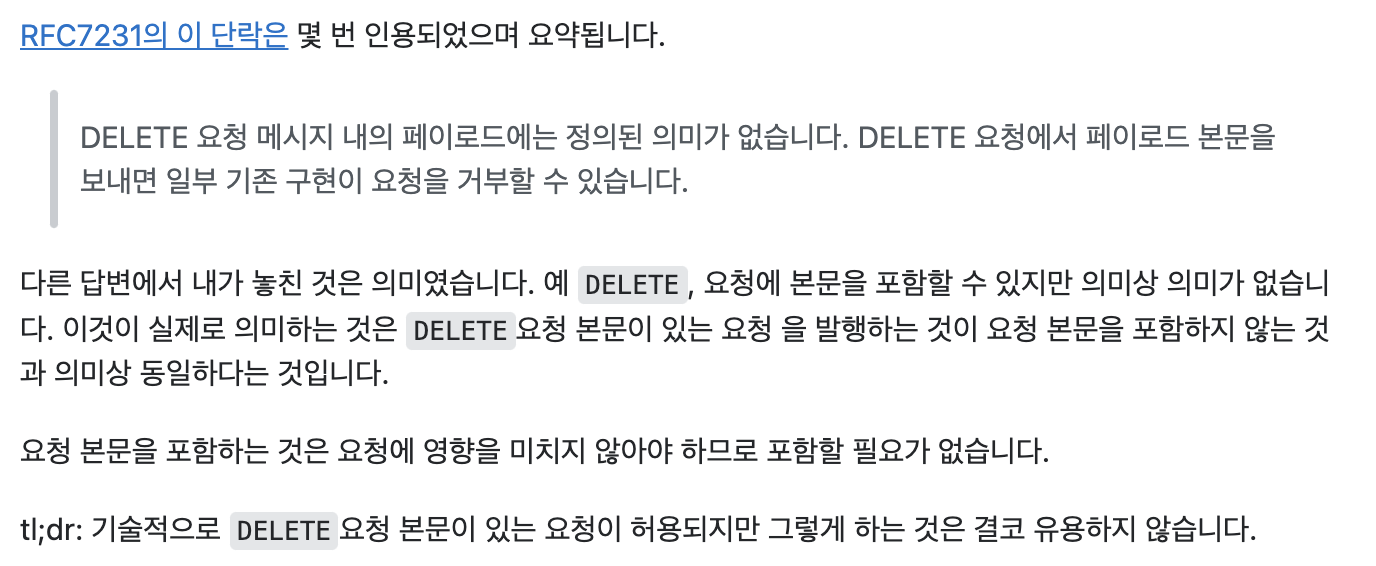 RFC7231의 이 단락은 몇 번 인용되었으며 요약됩니다.
DELETE 요청 메시지 내의 페이로드에는 정의된 의미가 없습니다. DELETE 요청에서 페이로드 본문을
보내면 일부 기존 구현이 요청을 거부할 수 있습니다.
다른 답변에서 내가 놓친 것은 의미였습니다. 예 DELETE, 요청에 본문을 포함할 수 있지만 의미상 의미가 없습니
다. 이것이 실제로 의미하는 것은 DELETE요청 본문이 있는 요청 을 발행하는 것이 요청 본문을 포함하지 않는 것
과 의미상 동일하다는 것입니다.
요청 본문을 포함하는 것은 요청에 영향을 미치지 않아야 하므로 포함할 필요가 없습니다.
tl;dr: 기술적으로 DELETE요청 본문이 있는 요청이 허용되지만 그렇게 하는 것은 결코 유용하지 않습니다.